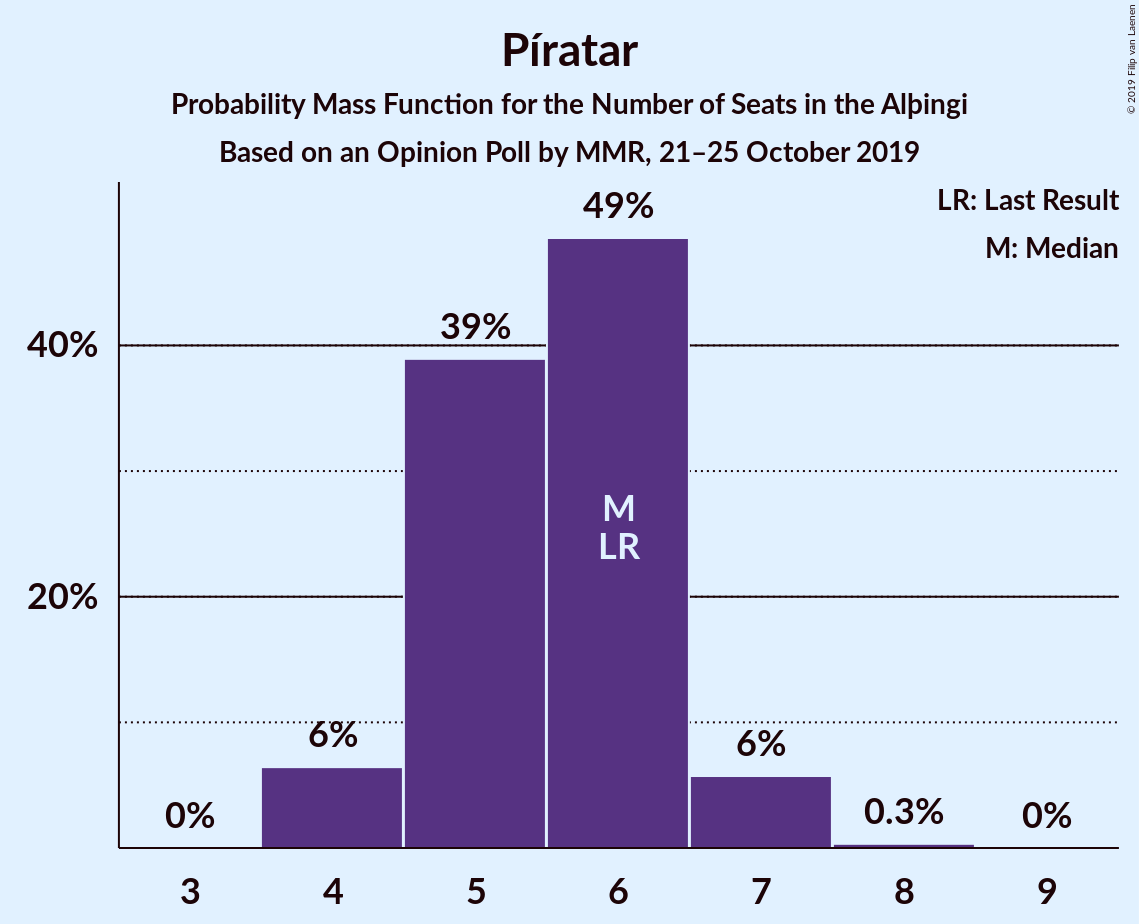 Píratar
Probability Mass Function for the Number of Seats in the Alþingi
Based on an Opinion Poll by MMR, 21–25 October 2019
© 2019 Filip van Laenen
LR: Last Result
M: Median
49%
39%
40%
M
LR
20%
6%
6%
0%
0.3%
0%
3 4 5 6 7 8 9